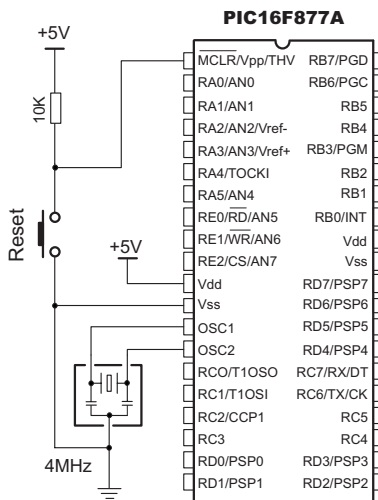 PIC16F877A
+5V
10K
Reset
+5V
4MHz
MCLR/Vpp/THV
RA0/AN0
RA1/AN1
RA2/AN2/Vref-
RA3/AN3/Vref+
RA4/TOCKI
RA5/AN4
RE0/RD/AN5
RE1/WR/AN6
RE2/CS/AN7
Vdd
Vss
OSC1
OSC2
RCO/T1OSO
RC1/T1OSI
RC2/CCP1
RC3
RD0/PSP0
RD1/PSP1
RB7/PGD
RB6/PGC
RB5
RB4
RB3/PGM
RB2
RB1
RB0/INT
Vdd
Vss
RD7/PSP7
RD6/PSP6
RD5/PSP5
RD4/PSP4
RC7/RX/DT
RC6/TX/CK
RC5
RC4
RD3/PSP3
RD2/PSP2